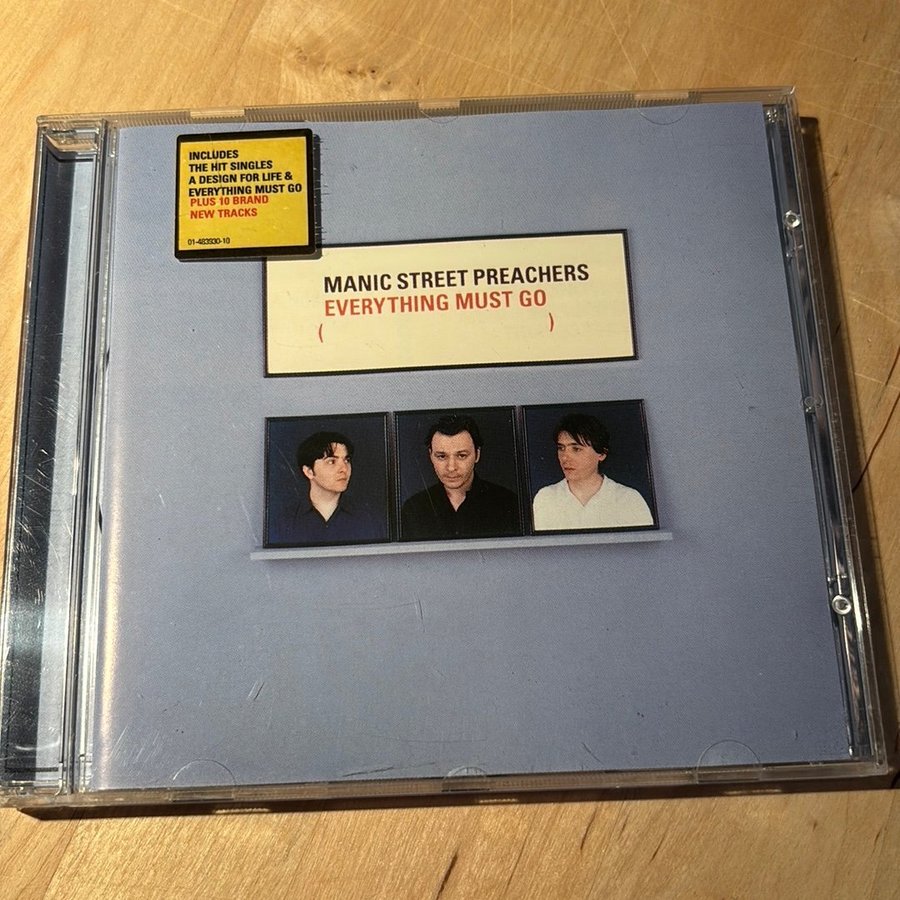 INCLUDES
THE HIT SINGLES
A DESIGN FOR LIFE &
EVERYTHING MUST GO
PLUS 10 BRAND
NEW TRACKS
01-483930-10
MANIC STREET PREACHERS
EVERYTHING MUST GO
( )